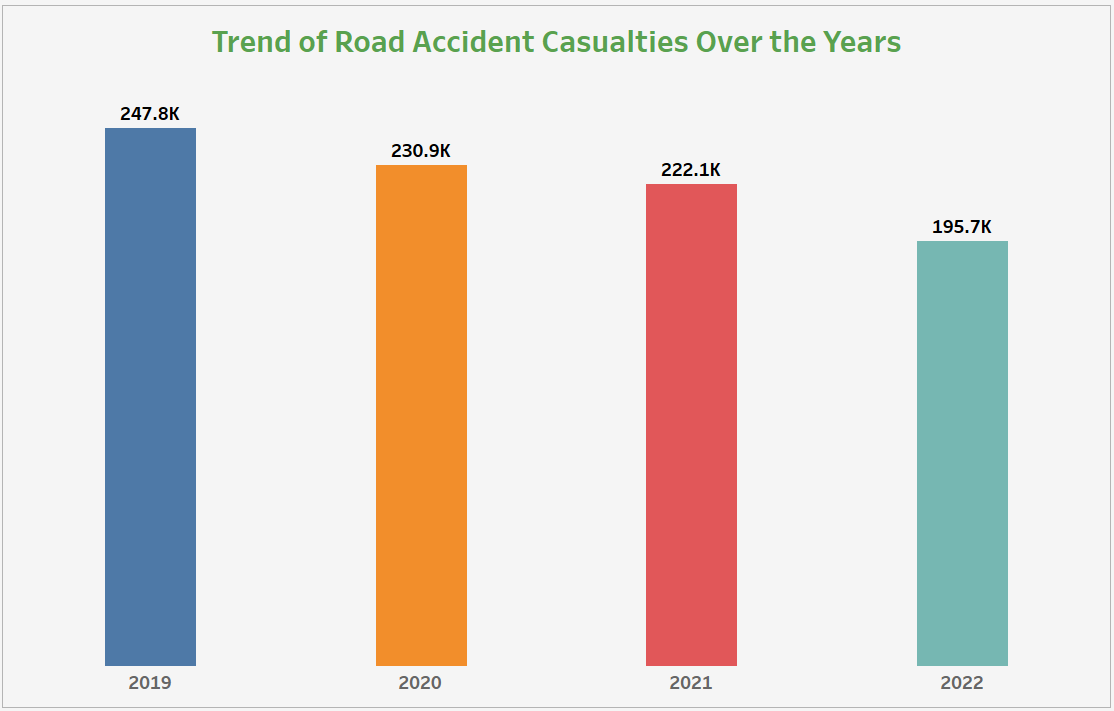 Trend of Road Accident Casualties Over the Years
247.8K
230.9K
222.1K
195.7K
2019
2020
2021
2022